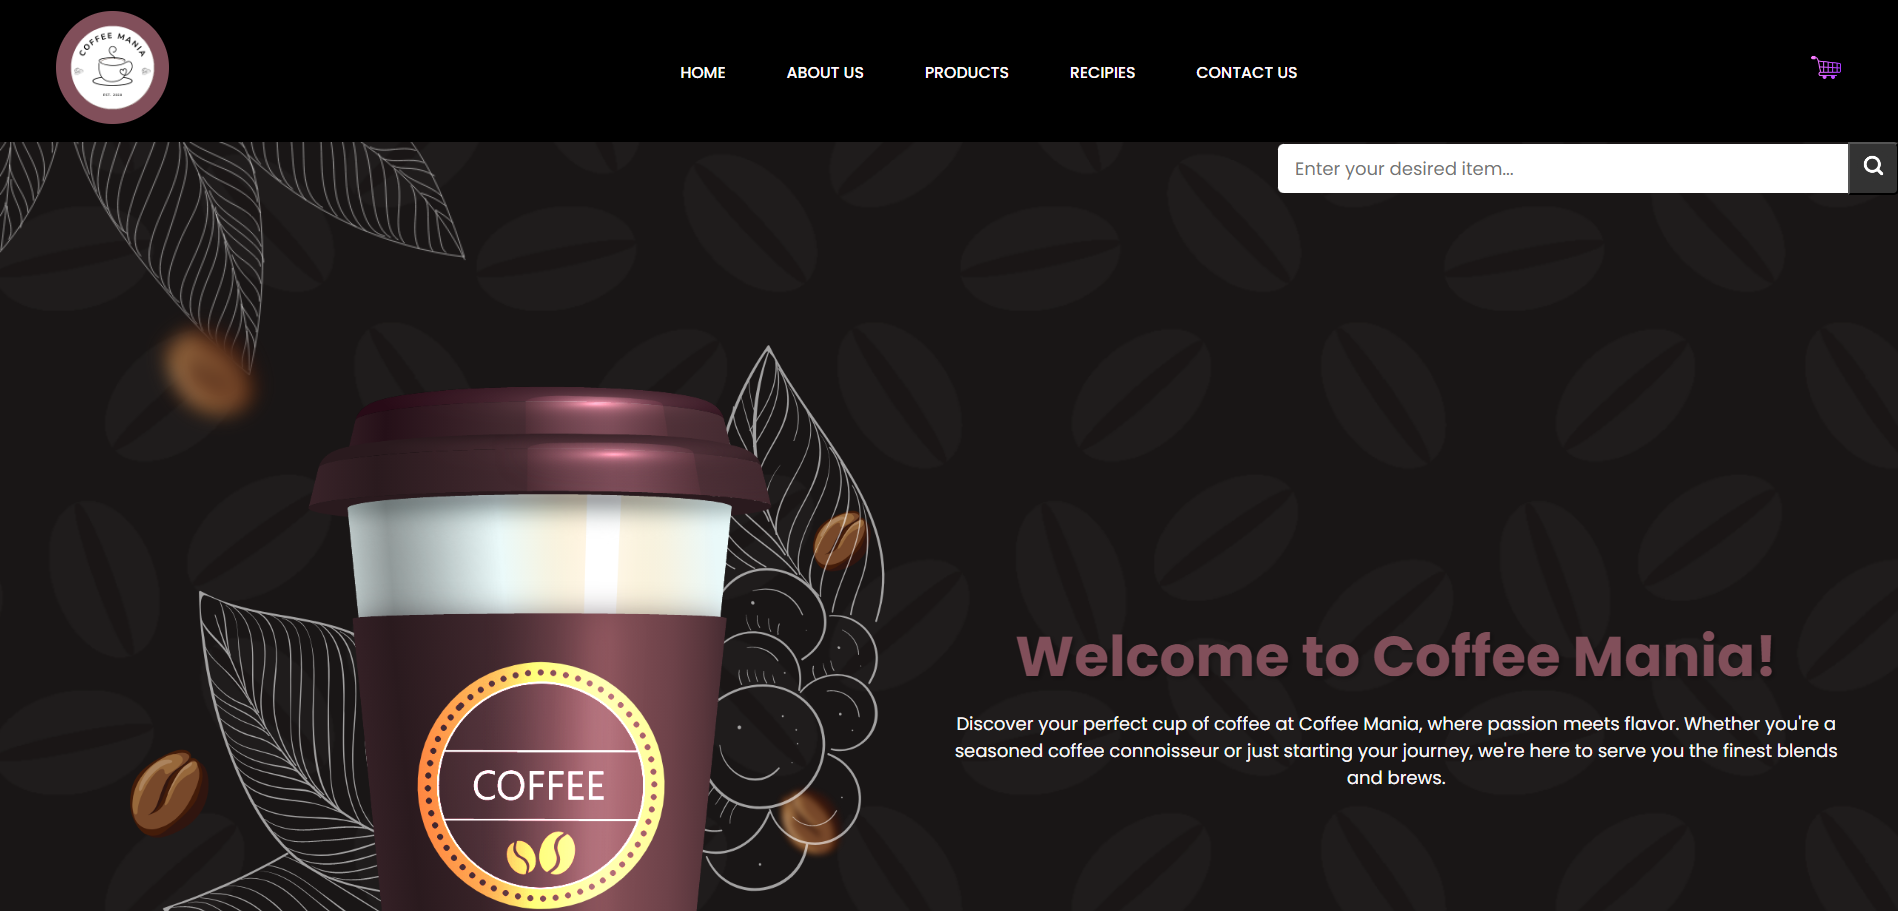 COFFEE MANIA
HOME
ABOUT US
PRODUCTS
RECIPIES
CONTACT US
Enter your desired item...
COFFEE
Welcome to Coffee Mania!
Discover your perfect cup of coffee at Coffee Mania, where passion meets flavor. Whether you're a
seasoned coffee connoisseur or just starting your journey, we're here to serve you the finest blends
and brews.